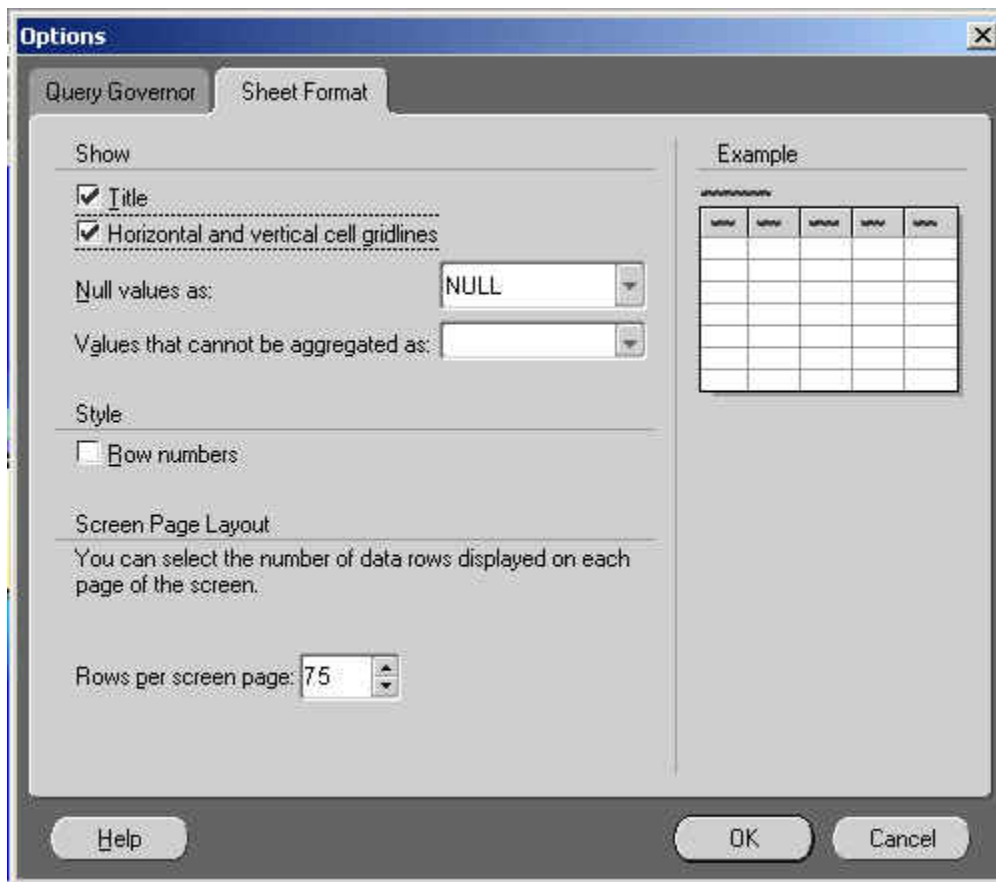 Options
Query Governor
Sheet Format
Show
Title
Horizontal and vertical cell gridlines
Null values as: NULL
Values that cannot be aggregated as:
Style
Row numbers
Screen Page Layout
You can select the number of data rows displayed on each
page of the screen.
Rows per screen page: 75
Example
Help
OK
Cancel